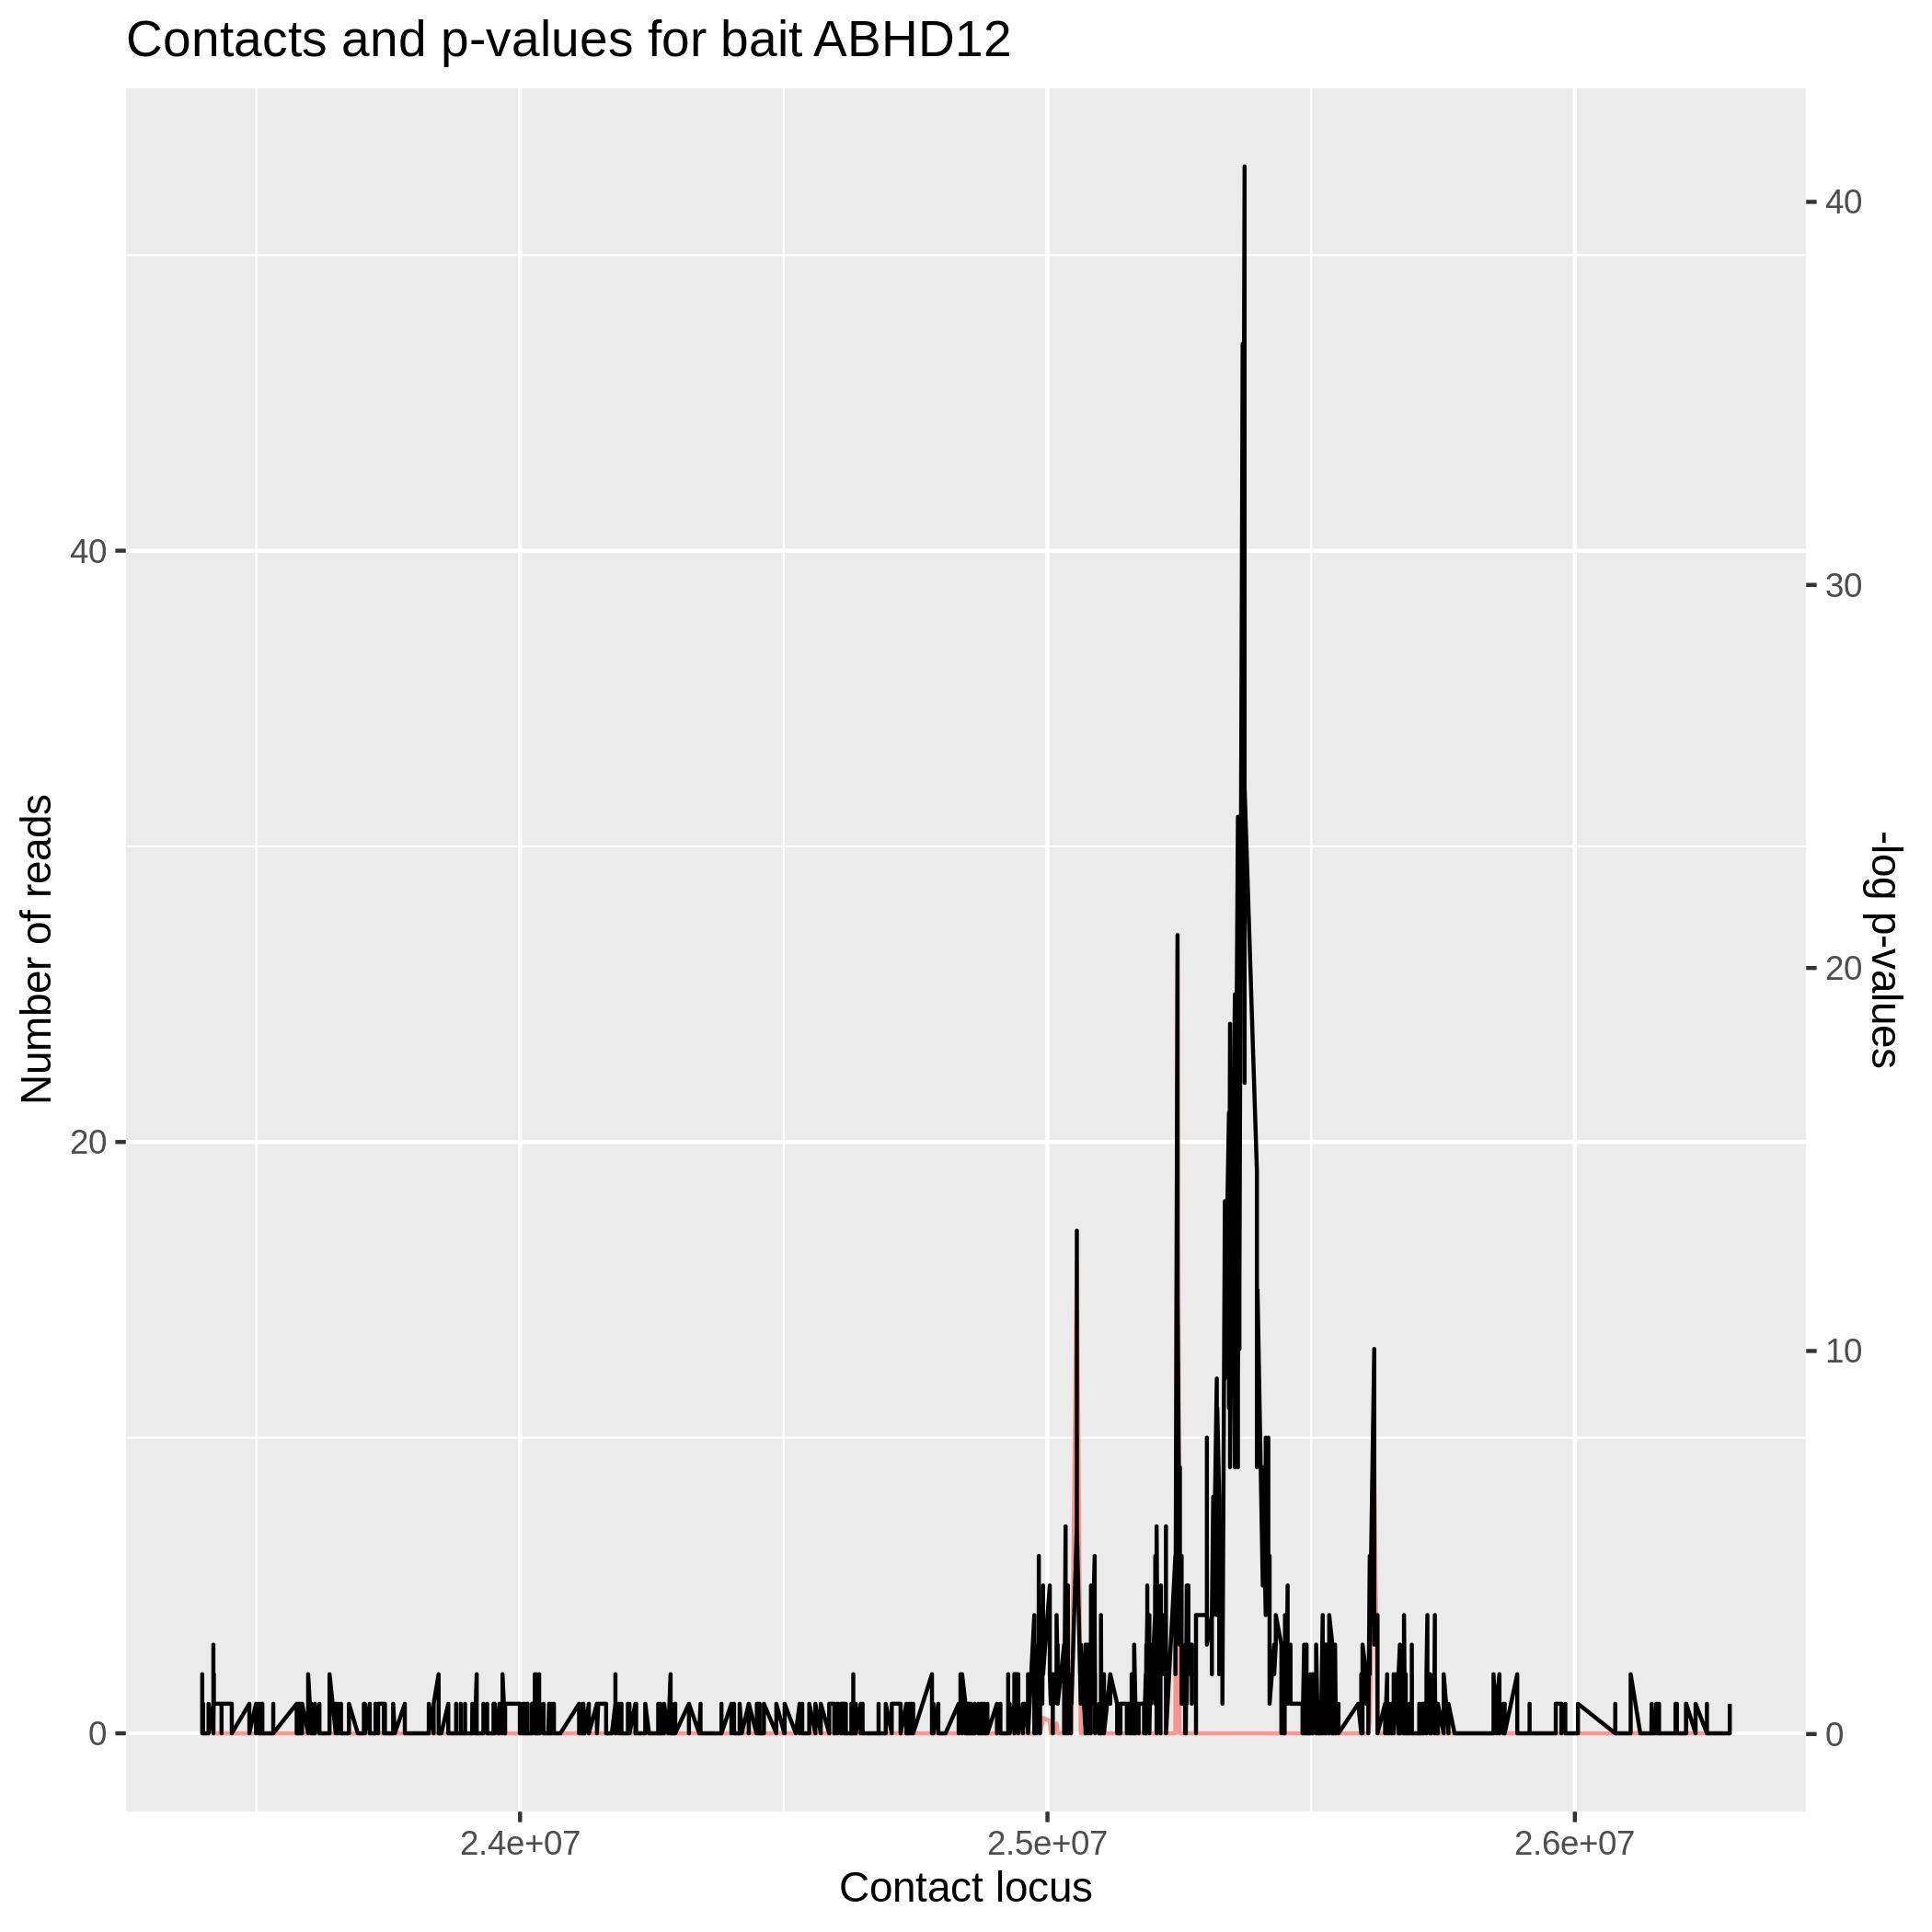 Contacts and p-values for bait ABHD12
Number of reads
40
20
0
40
30
20
10
0
-log p-values
2.4e+07
2.5e+07
2.6e+07
Contact locus